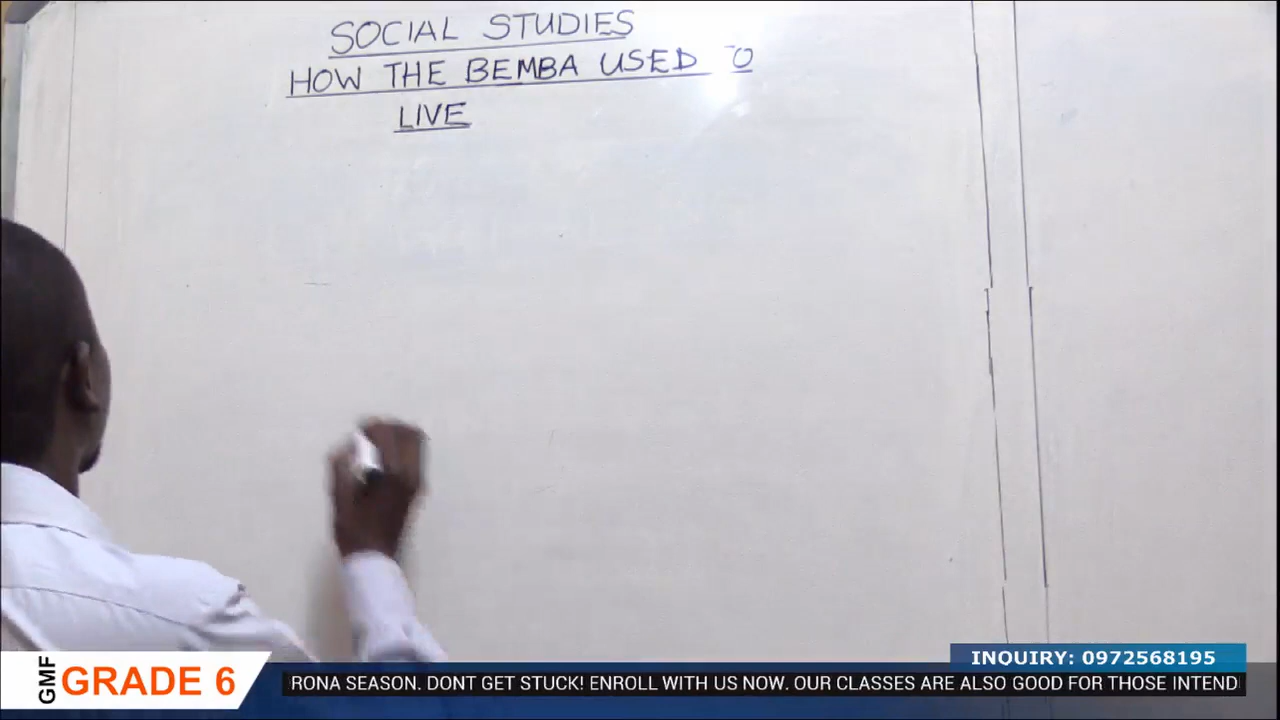 SOCIAL STUDIES
HOW THE BEMBA USED TO
LIVE
INQUIRY: 0972568195
GMF GRADE 6
RONA SEASON. DONT GET STUCK! ENROLL WITH US NOW. OUR CLASSES ARE ALSO GOOD FOR THOSE INTEND